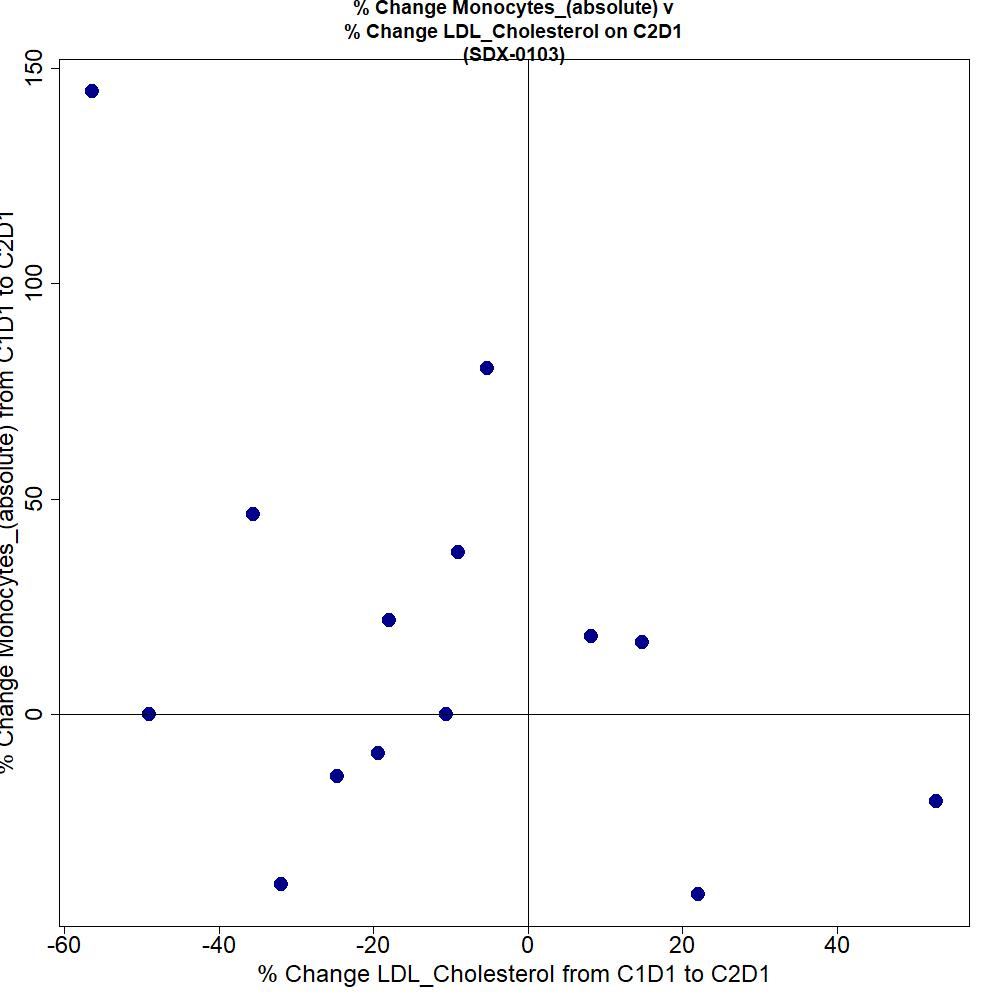 % Change Monocytes_(absolute) v
% Change LDL_Cholesterol on C2D1
(SDX-0103)
% Change Monocytes_(absolute) from C1D1 to C2D1
150
100
50
0
-60
-40
-20
0
20
40
% Change LDL_Cholesterol from C1D1 to C2D1